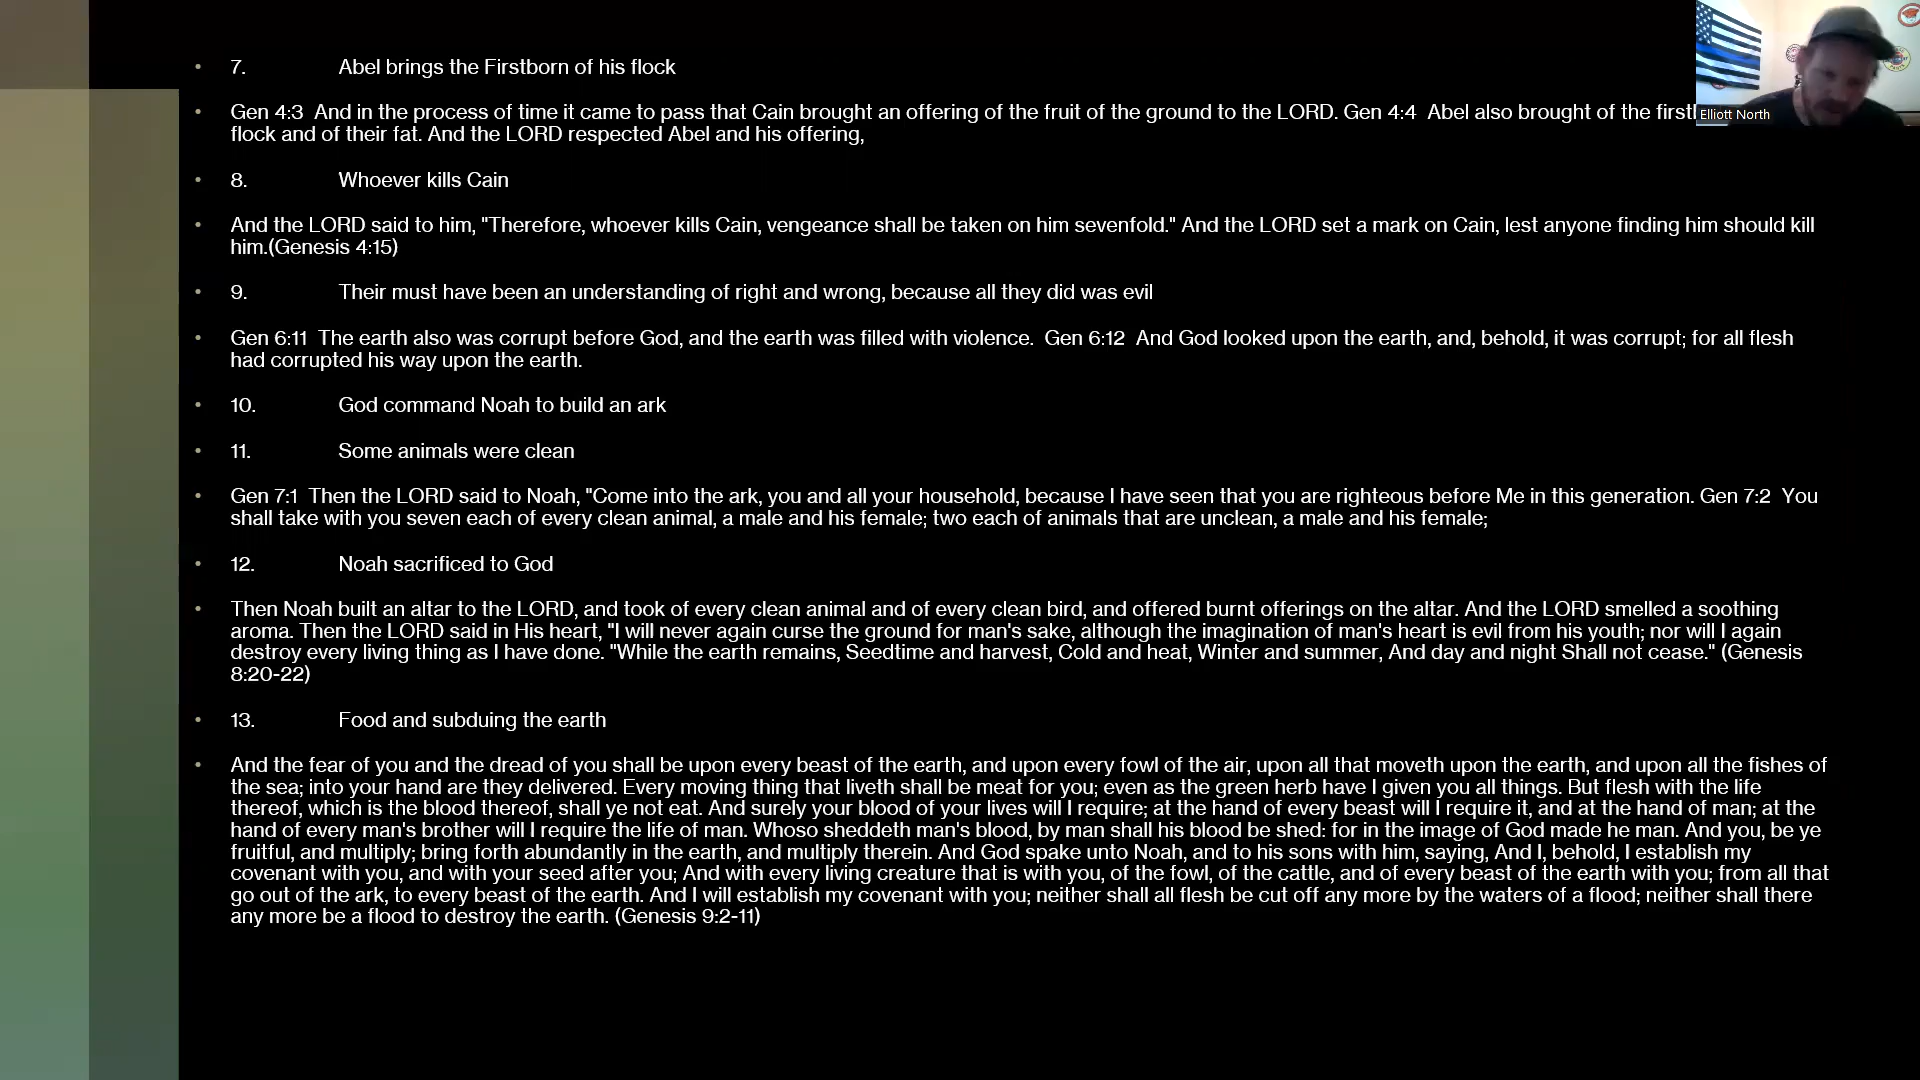 • 7. Abel brings the Firstborn of his flock
• Gen 4:3  And in the process of time it came to pass that Cain brought an offering of the fruit of the ground to the LORD. Gen 4:4  Abel also brought of the
flock and of their fat. And the LORD respected Abel and his offering,
• 8. Whoever kills Cain
• And the LORD said to him, "Therefore, whoever kills Cain, vengeance shall be taken on him sevenfold." And the LORD set a mark on Cain, lest anyone finding him should kill
him.(Genesis 4:15)
• 9. Their must have been an understanding of right and wrong, because all they did was evil
• Gen 6:11  The earth also was corrupt before God, and the earth was filled with violence.  Gen 6:12  And God looked upon the earth, and, behold, it was corrupt; for all flesh
had corrupted his way upon the earth.
• 10. God command Noah to build an ark
• 11. Some animals were clean
• Gen 7:1  Then the LORD said to Noah, "Come into the ark, you and all your household, because I have seen that you are righteous before Me in this generation. Gen 7:2  You
shall take with you seven each of every clean animal, a male and his female; two each of animals that are unclean, a male and his female;
• 12. Noah sacrificed to God
• Then Noah built an altar to the LORD, and took of every clean animal and of every clean bird, and offered burnt offerings on the altar. And the LORD smelled a soothing
aroma. Then the LORD said in His heart, "I will never again curse the ground for man's sake, although the imagination of man's heart is evil from his youth; nor will I again
destroy every living thing as I have done. "While the earth remains, Seedtime and harvest, Cold and heat, Winter and summer, And day and night Shall not cease." (Genesis
8:20-22)
• 13. Food and subduing the earth
• And the fear of you and the dread of you shall be upon every beast of the earth, and upon every fowl of the air, upon all that moveth upon the earth, and upon all the fishes of
the sea; into your hand are they delivered. Every moving thing that liveth shall be meat for you; even as the green herb have I given you all things. But flesh with the life
thereof, which is the blood thereof, shall ye not eat. And surely your blood of your lives will I require; at the hand of every beast will I require it, and at the hand of man; at the
hand of every man's brother will I require the life of man. Whoso sheddeth man's blood, by man shall his blood be shed: for in the image of God made he man. And you, be ye
fruitful, and multiply; bring forth abundantly in the earth, and multiply therein. And God spake unto Noah, and to his sons with him, saying, And I, behold, I establish my
covenant with you, and with your seed after you; And with every living creature that is with you, of the fowl, of the cattle, and of every beast of the earth with you; from all that
go out of the ark, to every beast of the earth. And I will establish my covenant with you; neither shall all flesh be cut off any more by the waters of a flood; neither shall there
any more be a flood to destroy the earth. (Genesis 9:2-11)
Elliott North